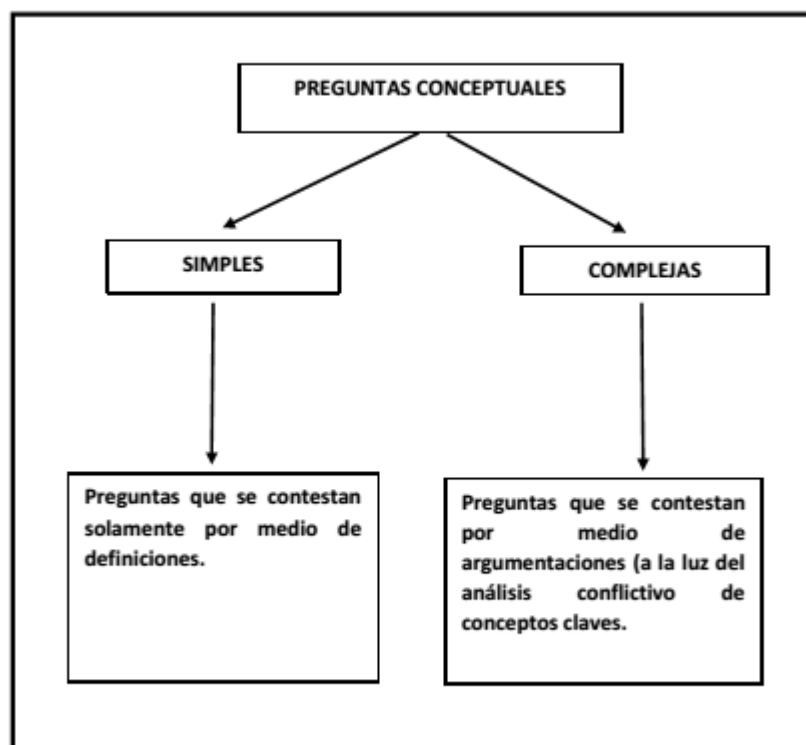 PREGUNTAS CONCEPTUALES
SIMPLES
COMPLEJAS
Preguntas que se contestan
solamente por medio de
definiciones.
Preguntas que se contestan
por medio de
argumentaciones (a la luz del
análisis conflictivo de
conceptos claves.